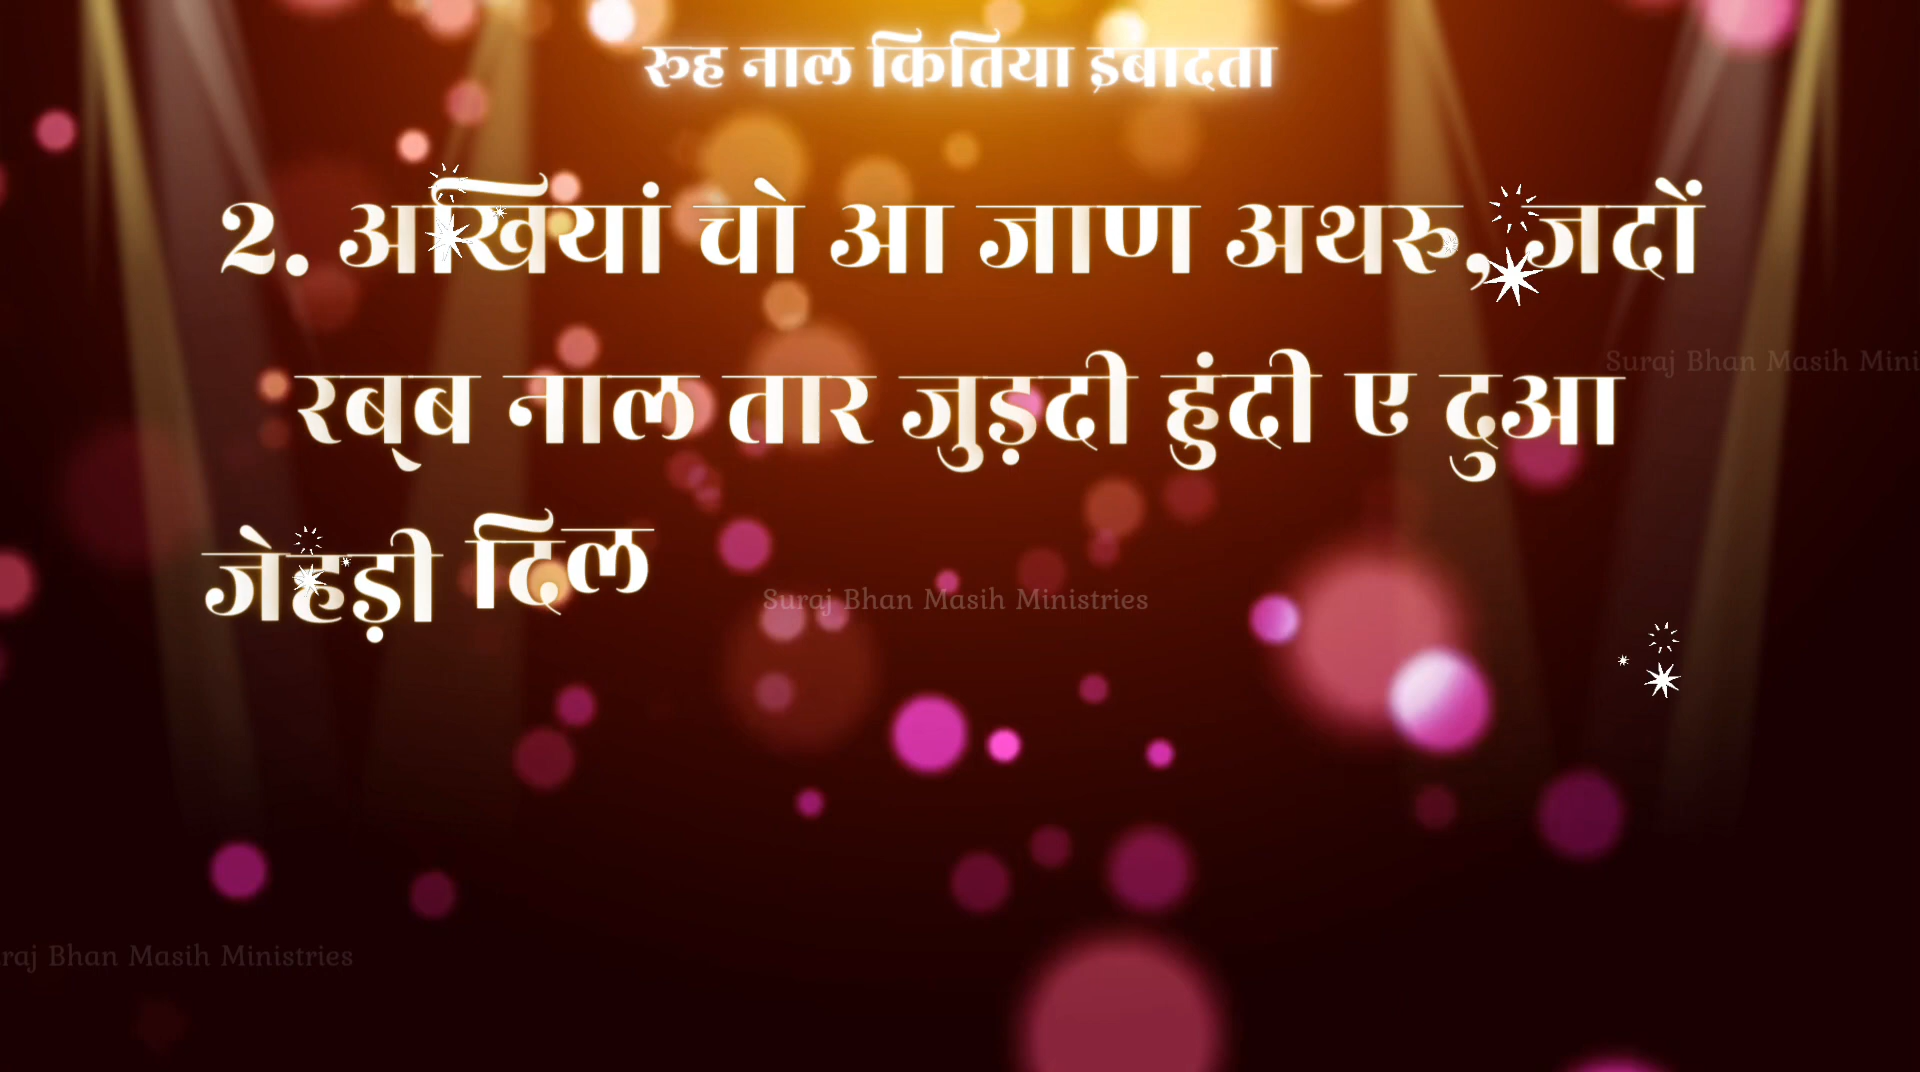 रूह नाल कितिया इबादता
2. अखियां चो आ जाण अथरू, जदों
रब्‌ब नाल तार जुड़दी हुंदी ए दुआ
जेहड़ी दिल
Suraj Bhan Masih Mini
Suraj Bhan Masih Ministries
raj Bhan Masih Ministries